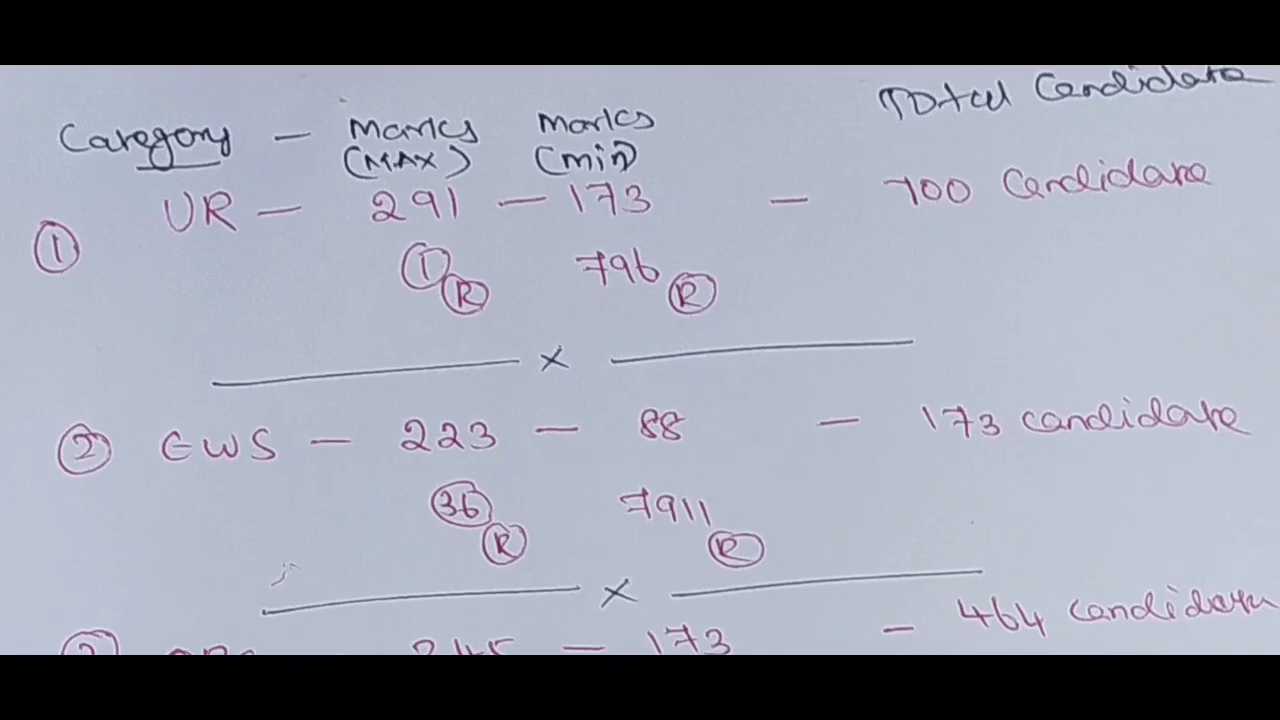 Total Candidate
Category — Marks (MAX) Marks (min)
① UR — 291 — 173 — 700 Candidate
① Ⓡ 796 Ⓡ
x
② EWS — 223 — 88 — 173 candidate
㊱ Ⓡ 7911 Ⓡ
x
— 173 — 464 candidate